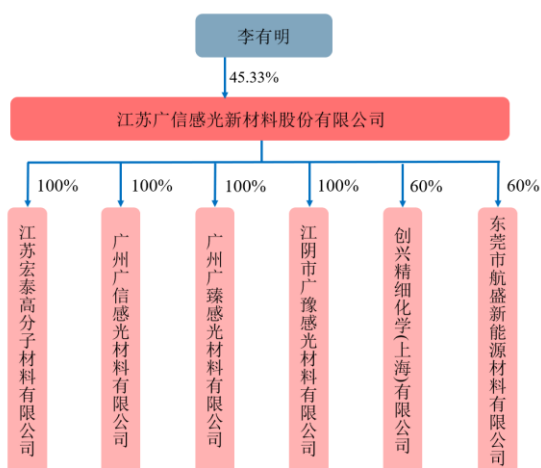 李有明
45.33%
江苏广信感光新材料股份有限公司
100%
100%
100%
100%
60%
60%
江苏宏泰高分子材料有限公司
广州广信感光材料有限公司
广州广臻感光材料有限公司
江阴市广豫感光材料有限公司
创兴精细化学(上海)有限公司
东莞市航盛新能源材料有限公司